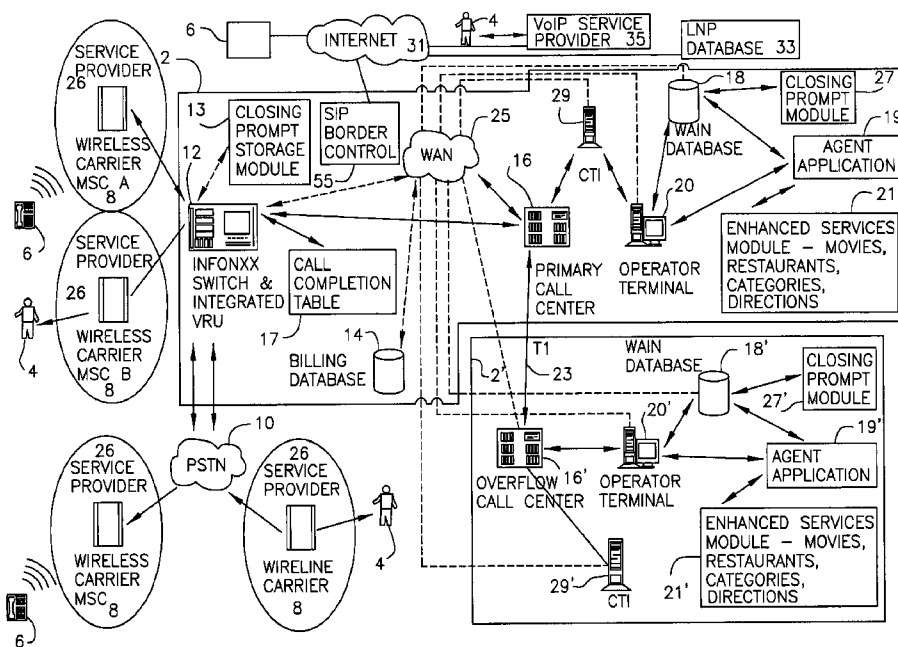 6
INTERNET
31
4
VoIP SERVICE
PROVIDER 35
LNP
DATABASE 33
SERVICE
PROVIDER
26
WIRELESS
CARRIER
MSC A
8
2
13
CLOSING
PROMPT
STORAGE
MODULE
SIP
BORDER
CONTROL
55
25
WAN
29
CTI
18
WAIN
DATABASE
CLOSING
PROMPT
MODULE
27
19
AGENT
APPLICATION
12
16
20
21
6
SERVICE
PROVIDER
26
WIRELESS
CARRIER
MSC B
8
4
INFONXX
SWITCH &
INTEGRATED
VRU
CALL
COMPLETION
TABLE
17
PRIMARY
CALL
CENTER
OPERATOR
TERMINAL
ENHANCED SERVICES
MODULE – MOVIES,
RESTAURANTS,
CATEGORIES,
DIRECTIONS
BILLING
DATABASE
14
T1
23
2'
WAIN
DATABASE
18'
CLOSING
PROMPT
MODULE
27'
10
PSTN
20'
19'
26
SERVICE
PROVIDER
WIRELESS
CARRIER
MSC
8
6
26
SERVICE
PROVIDER
WIRELINE
CARRIER
8
4
16'
OVERFLOW
CALL CENTER
OPERATOR
TERMINAL
AGENT
APPLICATION
29'
CTI
21'
ENHANCED SERVICES
MODULE – MOVIES,
RESTAURANTS,
CATEGORIES,
DIRECTIONS